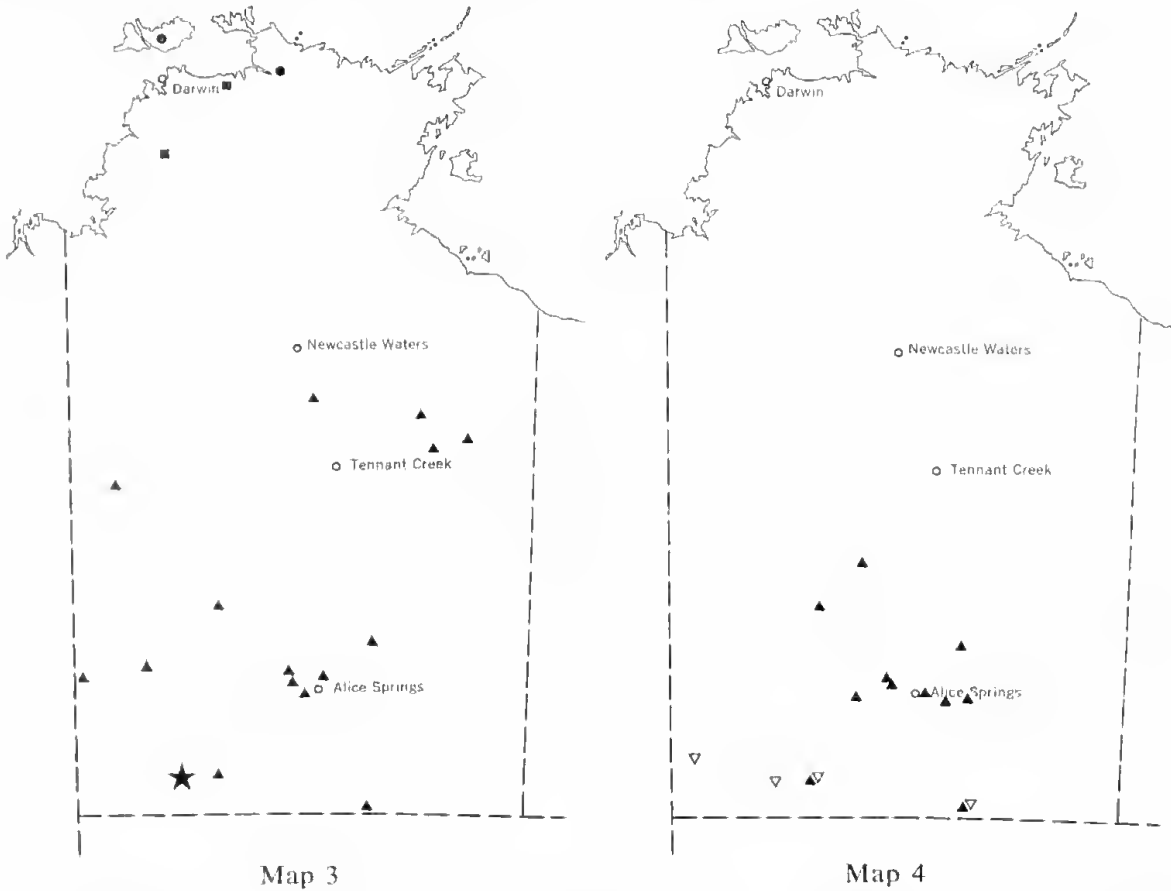 Darwin
Newcastle Waters
Tennant Creek
Alice Springs
Map 3
Darwin
Newcastle Waters
Tennant Creek
Alice Springs
Map 4